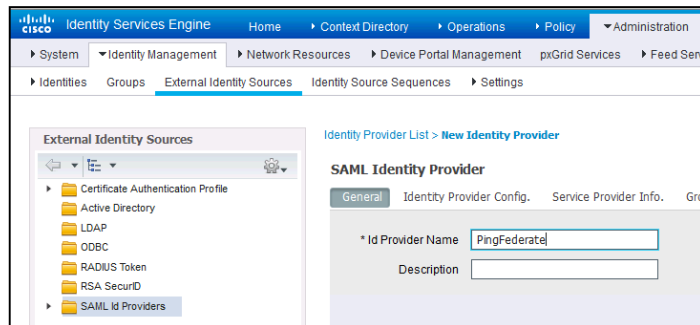 cisco Identity Services Engine Home Context Directory Operations Policy Administration
System Identity Management Network Resources Device Portal Management pxGrid Services Feed Serv
Identities Groups External Identity Sources Identity Source Sequences Settings
External Identity Sources
Certificate Authentication Profile
Active Directory
LDAP
ODBC
RADIUS Token
RSA SecurID
SAML Id Providers
Identity Provider List > New Identity Provider
SAML Identity Provider
General Identity Provider Config. Service Provider Info. Gro
* Id Provider Name PingFederate
Description